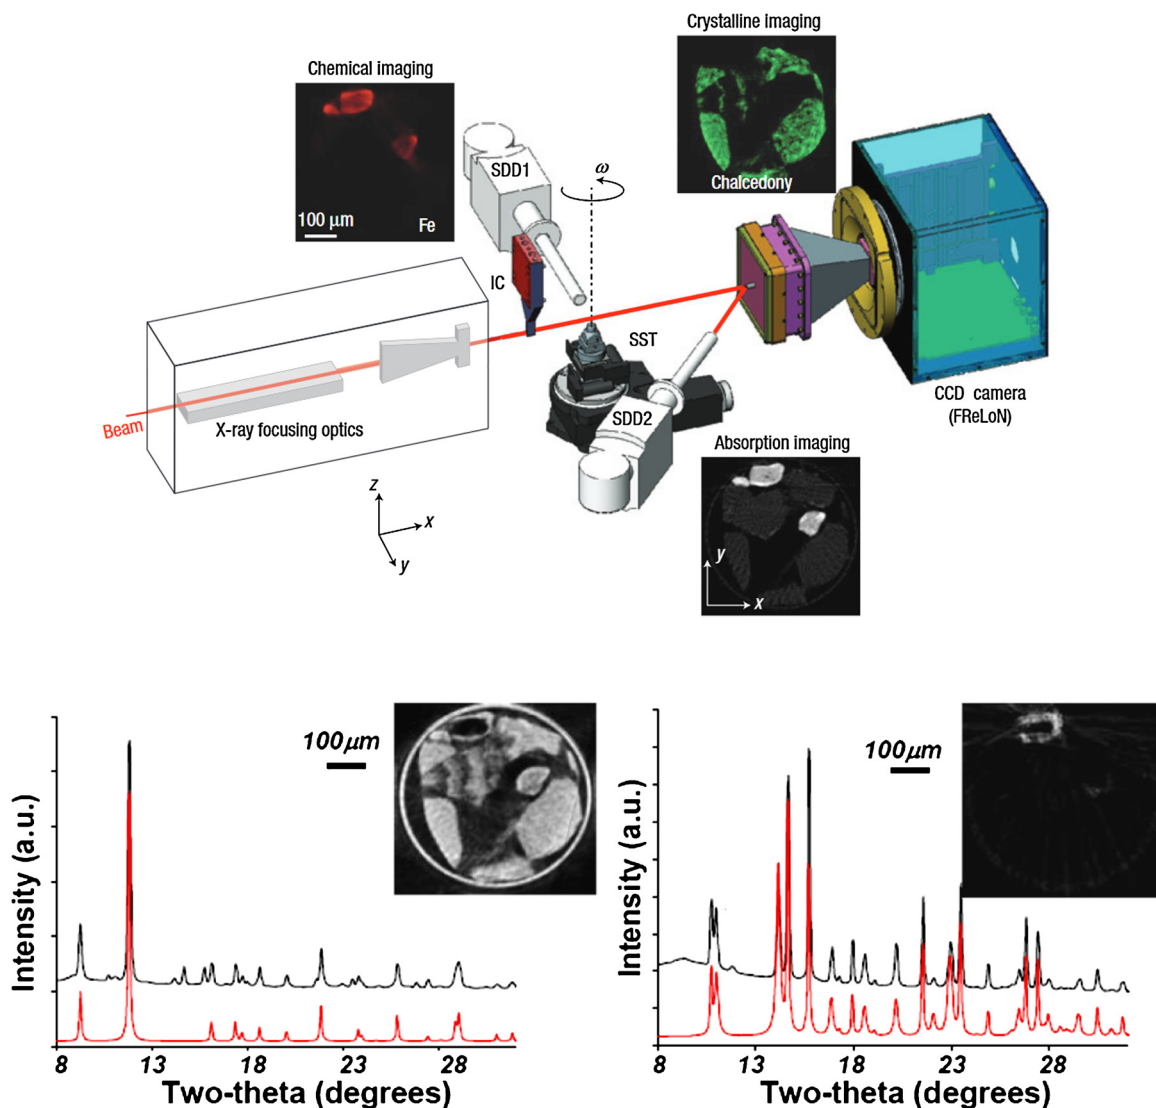 Crystalline imaging
Chemical imaging
SDD1
ω
Chalcedony
100 μm
Fe
IC
SST
CCD camera
(FReLoN)
Beam
X-ray focusing optics
SDD2
Absorption imaging
z
x
y
y
x
100μm
100μm
Intensity (a.u.)
Intensity (a.u.)
8 13 18 23 28
8 13 18 23 28
Two-theta (degrees)
Two-theta (degrees)